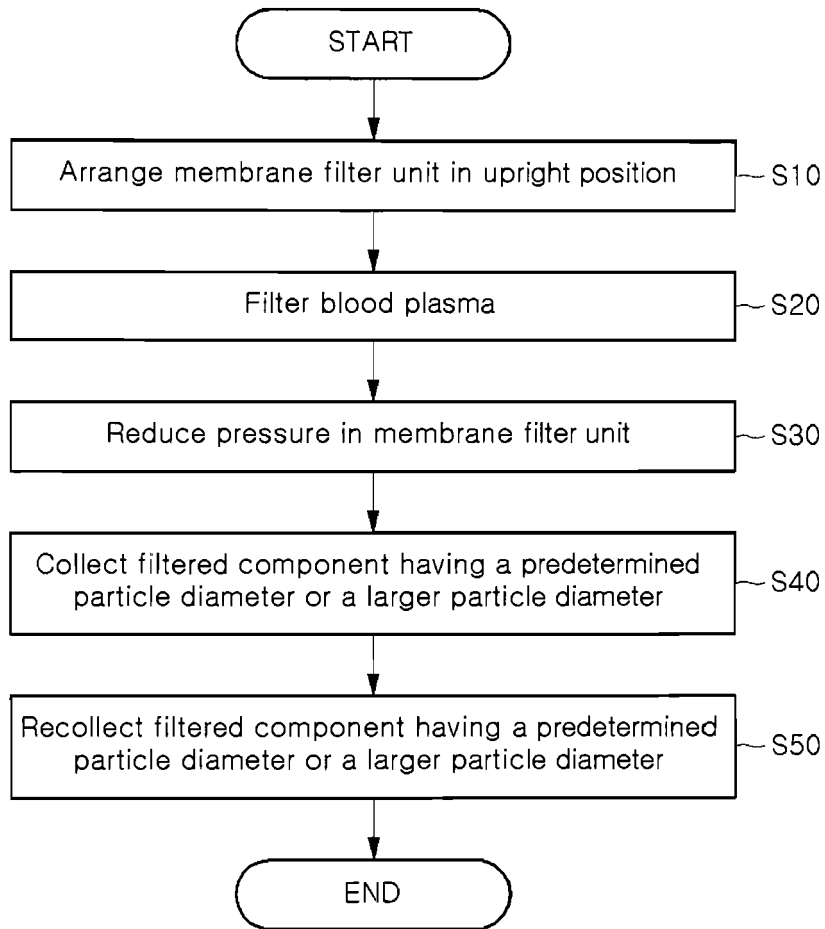 START
Arrange membrane filter unit in upright position
S10
Filter blood plasma
S20
Reduce pressure in membrane filter unit
S30
Collect filtered component having a predetermined
particle diameter or a larger particle diameter
S40
Recollect filtered component having a predetermined
particle diameter or a larger particle diameter
S50
END